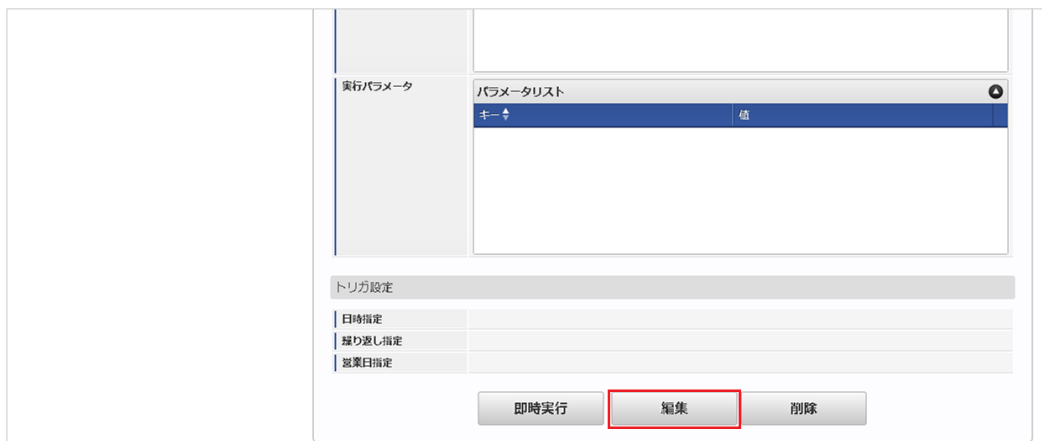 実行パラメータ
パラメータリスト
キー 値
トリガ設定
日時指定
繰り返し指定
営業日指定
即時実行 編集 削除